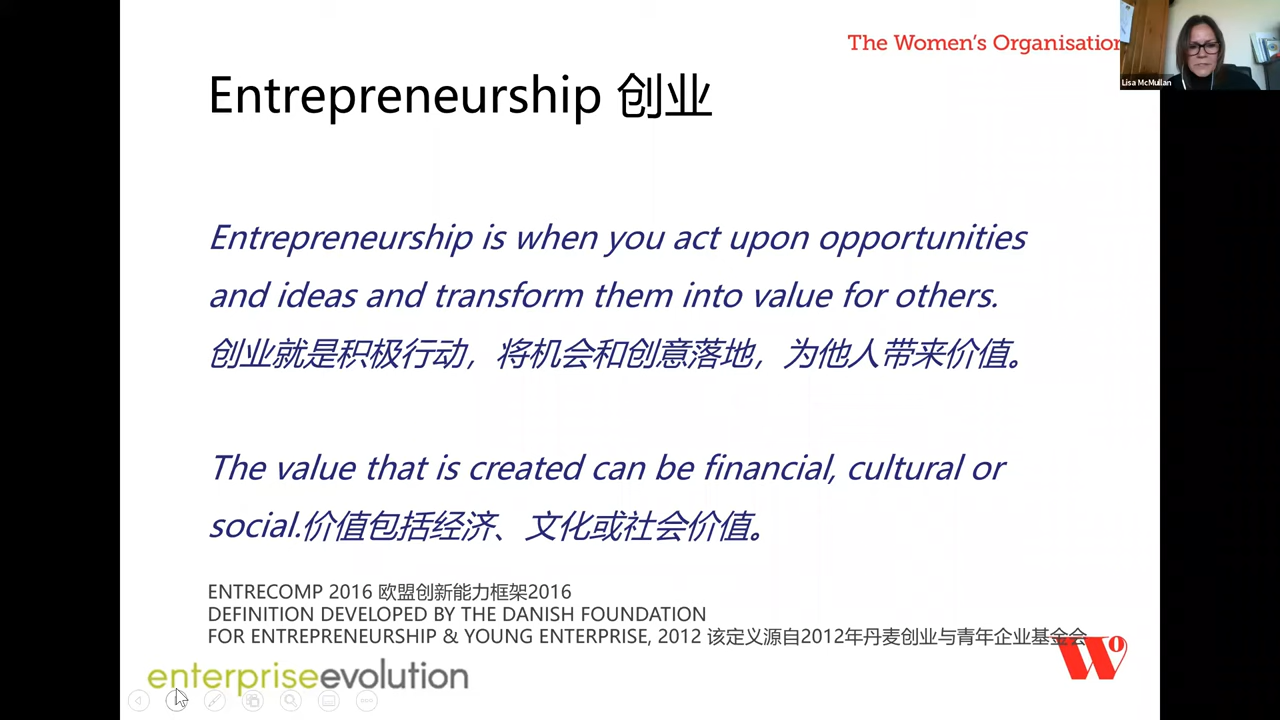 The Women's Organisation
Lisa McMullan
Entrepreneurship 创业
Entrepreneurship is when you act upon opportunities
and ideas and transform them into value for others.
创业就是积极行动，将机会和创意落地，为他人带来价值。
The value that is created can be financial, cultural or
social.价值包括经济、文化或社会价值。
ENTRECOMP 2016 欧盟创新能力框架2016
DEFINITION DEVELOPED BY THE DANISH FOUNDATION
FOR ENTREPRENEURSHIP & YOUNG ENTERPRISE, 2012 该定义源自2012年丹麦创业与青年企业基金会
enterpriseevolution
WO